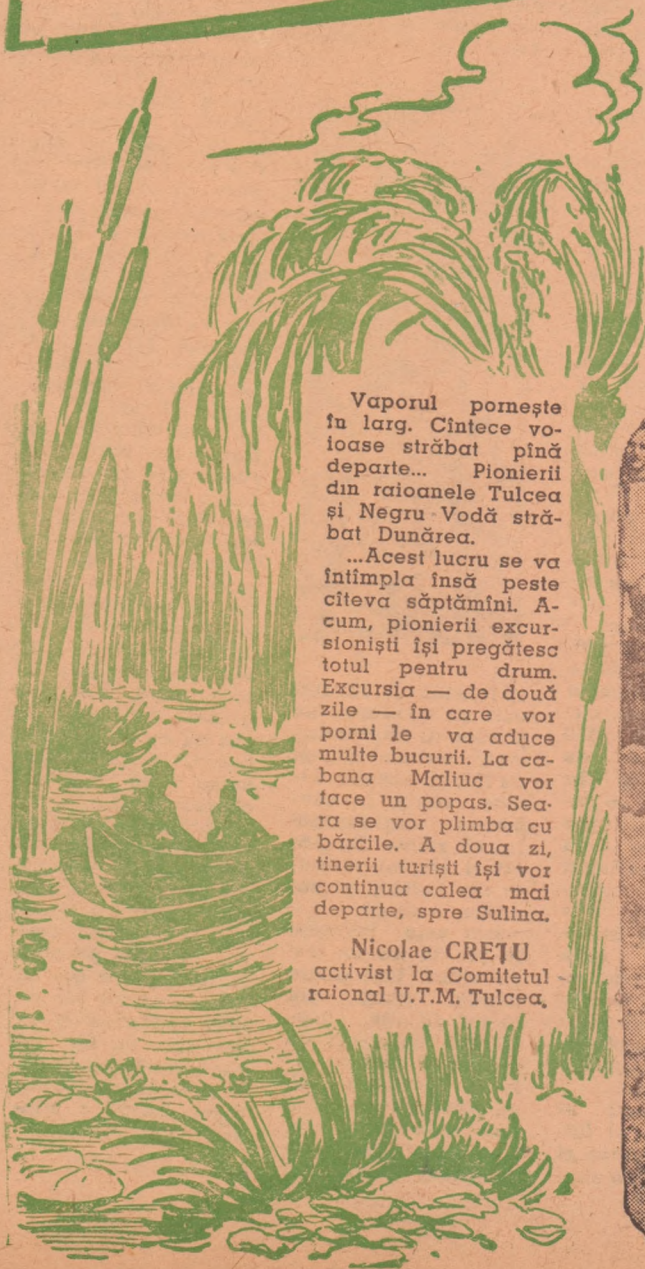 Vaporul pornește
în larg. Cîntece vo-
ioase străbat pînă
departe... Pionierii
din raioanele Tulcea
și Negru Vodă stră-
bat Dunărea.
...Acest lucru se va
întîmpla însă peste
cîteva săptămîni. A-
cum, pionierii excur-
sioniști își pregătesc
totul pentru drum.
Excursia — de două
zile — în care vor
porni le va aduce
multe bucurii. La ca-
bana Maliuc vor
face un popas. Sea-
ra se vor plimba cu
bărcile. A doua zi,
tinerii turiști își vor
continua calea mai
departe, spre Sulina.
Nicolae CREȚU
activist la Comitetul
raional U.T.M. Tulcea.